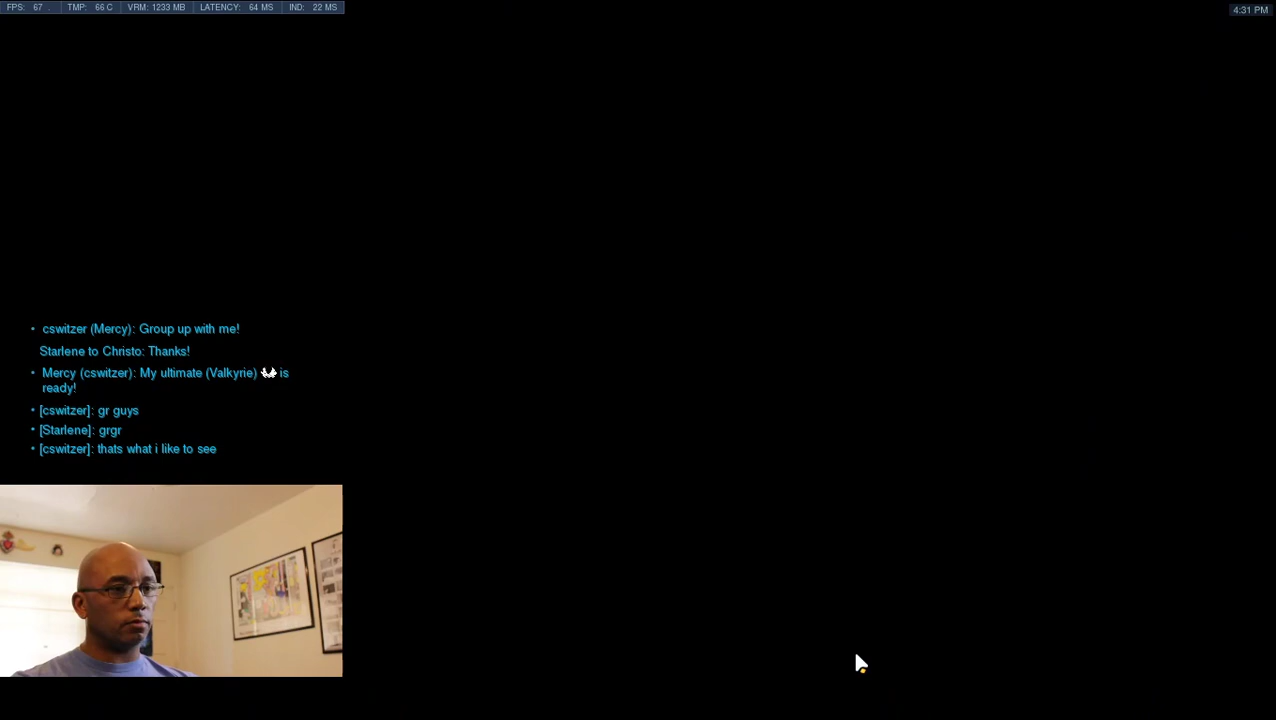 FPS: 67 . TMP: 66 C VRM: 1233 MB LATENCY: 64 MS IND: 22 MS
4:31 PM
• cswitzer (Mercy): Group up with me!
Starlene to Christo: Thanks!
• Mercy (cswitzer): My ultimate (Valkyrie) is
ready!
• [cswitzer]: gr guys
• [Starlene]: grgr
• [cswitzer]: thats what i like to see